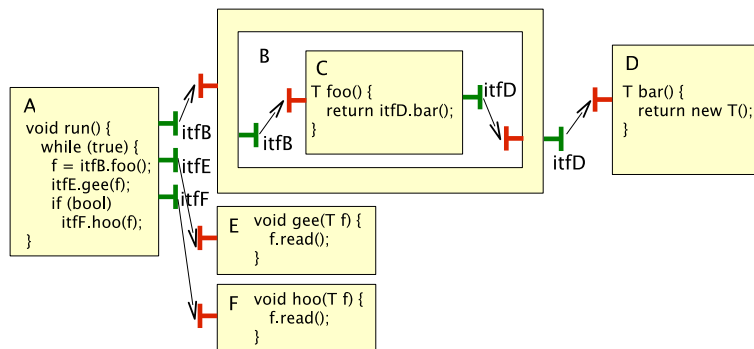 A
void run() {
while (true) {
f = itfB.foo();
itfE.gee(f);
if (bool)
itfF.hoo(f);
}
itfB
itfE
itfF
B
itfB
C
T foo() {
return itfD.bar();
}
itfD
itfD
D
T bar() {
return new T();
}
E
void gee(T f) {
f.read();
}
F
void hoo(T f) {
f.read();
}